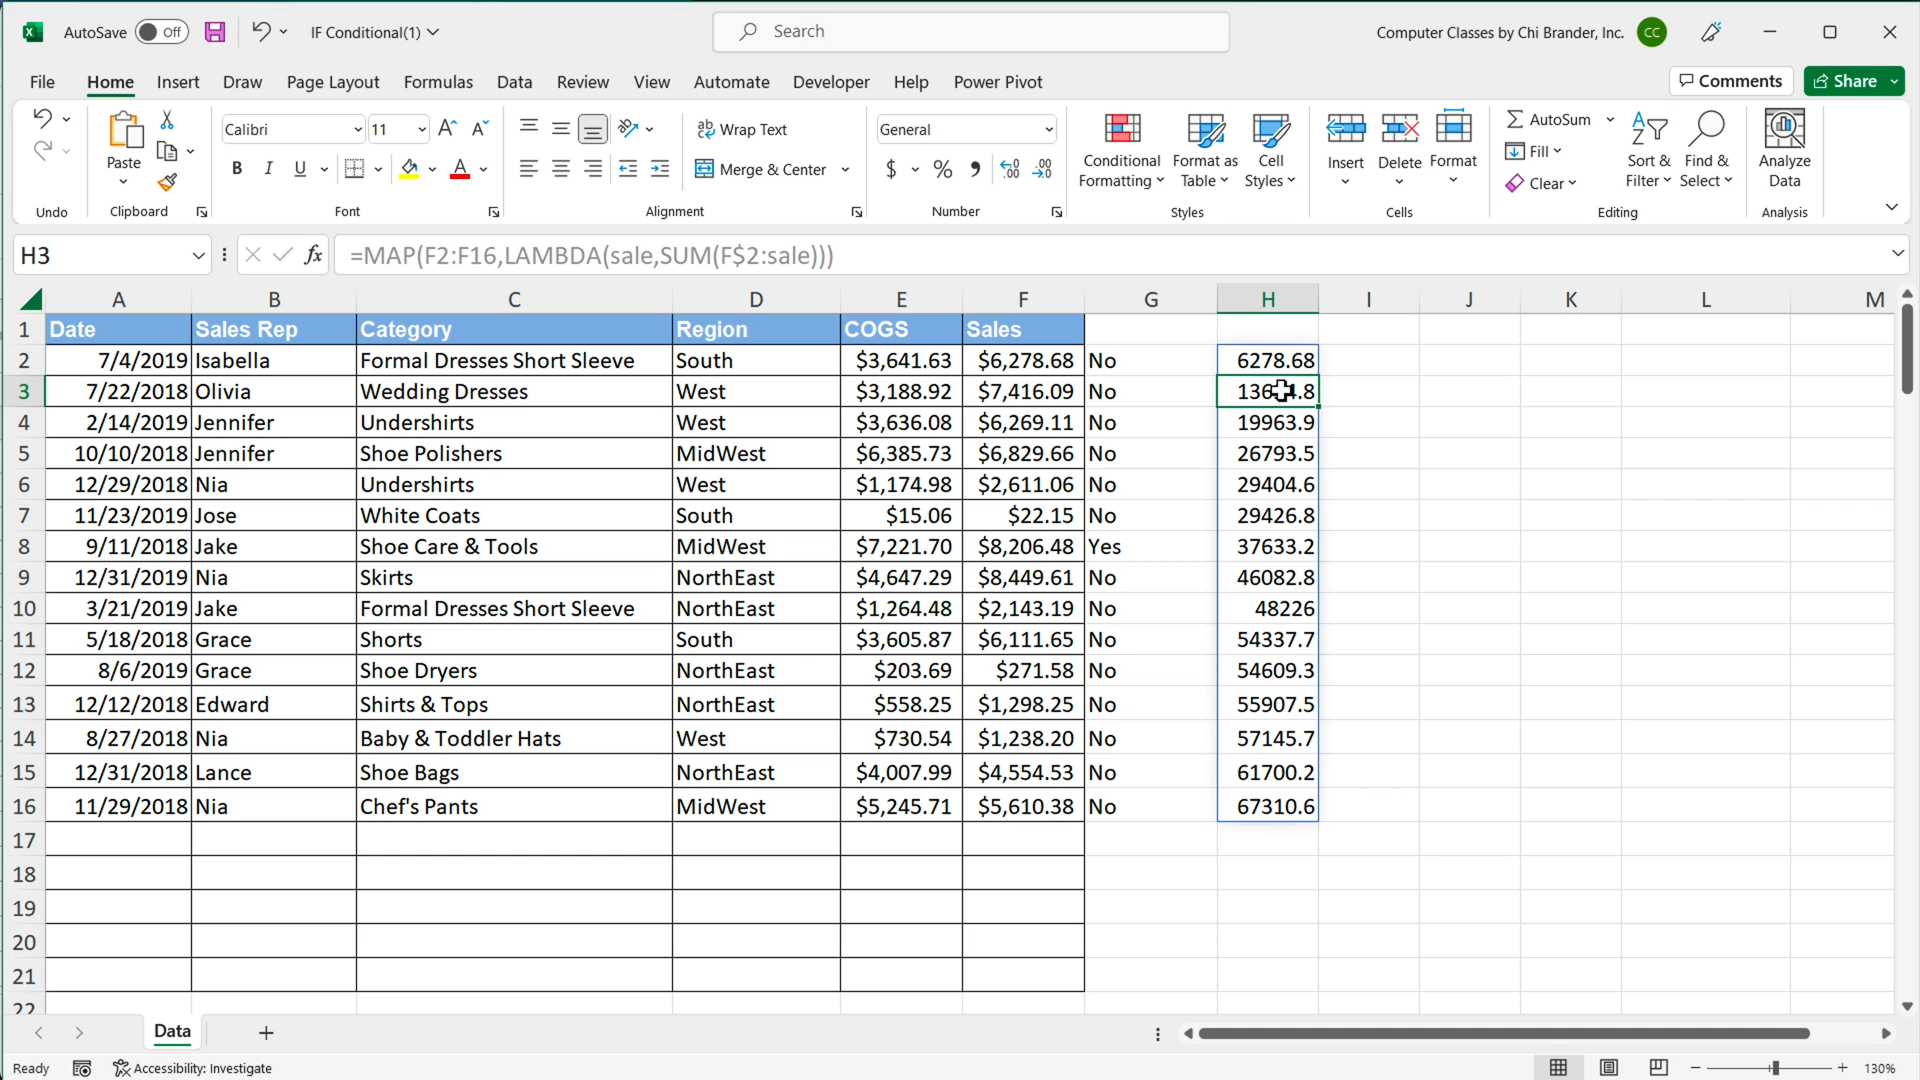 AutoSave Off IF Conditional(1) Search Computer Classes by Chi Brander, Inc. CC
File Home Insert Draw Page Layout Formulas Data Review View Automate Developer Help Power Pivot Comments Share
Paste Calibri 11 Wrap Text General Conditional Formatting Format as Table Cell Styles Insert Delete Format AutoSum Sort & Filter Find & Select Analyze Data
B I U Merge & Center $ % Fill
Clear
Undo Clipboard Font Alignment Number Styles Cells Editing Analysis
H3 fx =MAP(F2:F16,LAMBDA(sale,SUM(F$2:sale)))
A B C D E F G H I J K L M
1 Date Sales Rep Category Region COGS Sales
2 7/4/2019 Isabella Formal Dresses Short Sleeve South $3,641.63 $6,278.68 No 6278.68
3 7/22/2018 Olivia Wedding Dresses West $3,188.92 $7,416.09 No
4 2/14/2019 Jennifer Undershirts West $3,636.08 $6,269.11 No 19963.9
5 10/10/2018 Jennifer Shoe Polishers MidWest $6,385.73 $6,829.66 No 26793.5
6 12/29/2018 Nia Undershirts West $1,174.98 $2,611.06 No 29404.6
7 11/23/2019 Jose White Coats South $15.06 $22.15 No 29426.8
8 9/11/2018 Jake Shoe Care & Tools MidWest $7,221.70 $8,206.48 Yes 37633.2
9 12/31/2019 Nia Skirts NorthEast $4,647.29 $8,449.61 No 46082.8
10 3/21/2019 Jake Formal Dresses Short Sleeve NorthEast $1,264.48 $2,143.19 No 48226
11 5/18/2018 Grace Shorts South $3,605.87 $6,111.65 No 54337.7
12 8/6/2019 Grace Shoe Dryers NorthEast $203.69 $271.58 No 54609.3
13 12/12/2018 Edward Shirts & Tops NorthEast $558.25 $1,298.25 No 55907.5
14 8/27/2018 Nia Baby & Toddler Hats West $730.54 $1,238.20 No 57145.7
15 12/31/2018 Lance Shoe Bags NorthEast $4,007.99 $4,554.53 No 61700.2
16 11/29/2018 Nia Chef's Pants MidWest $5,245.71 $5,610.38 No 67310.6
17
18
19
20
21
22
Data
Ready Accessibility: Investigate 130%